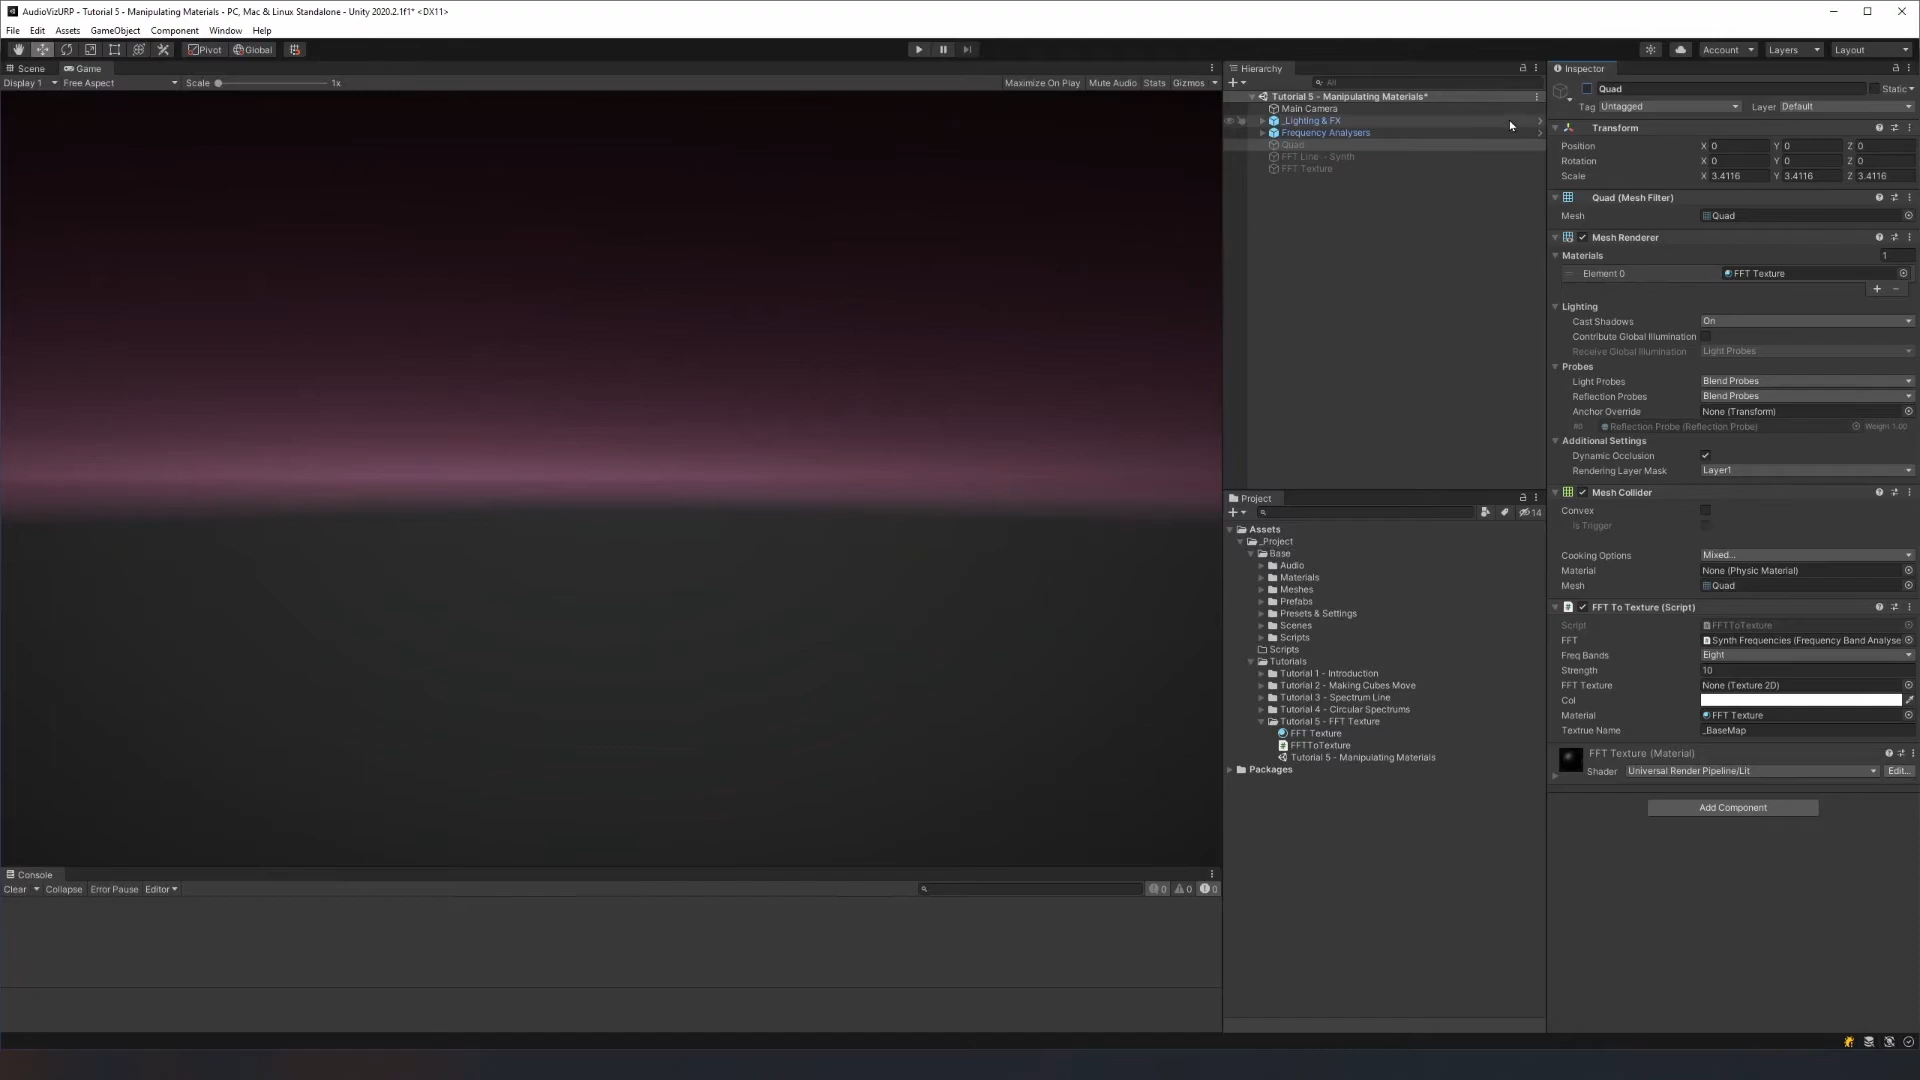 AudioVizURP - Tutorial 5 - Manipulating Materials - PC, Mac & Linux Standalone - Unity 2020.2.1f1* <DX11>
File Edit Assets GameObject Component Window Help
Pivot Global Account Layers Layout
Scene Game
Display 1 Free Aspect Scale 1x Maximize On Play Mute Audio Stats Gizmos
Hierarchy
All
Tutorial 5 - Manipulating Materials*
Main Camera
_Lighting & FX
Frequency Analysers
Quad
FFT Line - Synth
FFT Texture
Project
14
Assets
_Project
Base
Audio
Materials
Meshes
Prefabs
Presets & Settings
Scenes
Scripts
Scripts
Tutorials
Tutorial 1 - Introduction
Tutorial 2 - Making Cubes Move
Tutorial 3 - Spectrum Line
Tutorial 4 - Circular Spectrums
Tutorial 5 - FFT Texture
FFT Texture
FFTToTexture
Tutorial 5 - Manipulating Materials
Packages
Inspector
Quad Static
Tag Untagged Layer Default
Transform
Position X 0 Y 0 Z 0
Rotation X 0 Y 0 Z 0
Scale X 3.4116 Y 3.4116 Z 3.4116
Quad (Mesh Filter)
Mesh Quad
Mesh Renderer
Materials 1
Element 0 FFT Texture
Lighting
Cast Shadows On
Contribute Global Illumination
Receive Global Illumination Light Probes
Probes
Light Probes Blend Probes
Reflection Probes Blend Probes
Anchor Override None (Transform)
#0 Reflection Probe (Reflection Probe) Weight 1.00
Additional Settings
Dynamic Occlusion
Rendering Layer Mask Layer1
Mesh Collider
Convex
Is Trigger
Cooking Options Mixed...
Material None (Physic Material)
Mesh Quad
FFT To Texture (Script)
Script FFTToTexture
FFT Synth Frequencies (Frequency Band Analyse
Freq Bands Eight
Strength 10
FFT Texture None (Texture 2D)
Col
Material FFT Texture
Textrue Name _BaseMap
FFT Texture (Material)
Shader Universal Render Pipeline/Lit Edit...
Add Component
Console
Clear Collapse Error Pause Editor 0 0 0